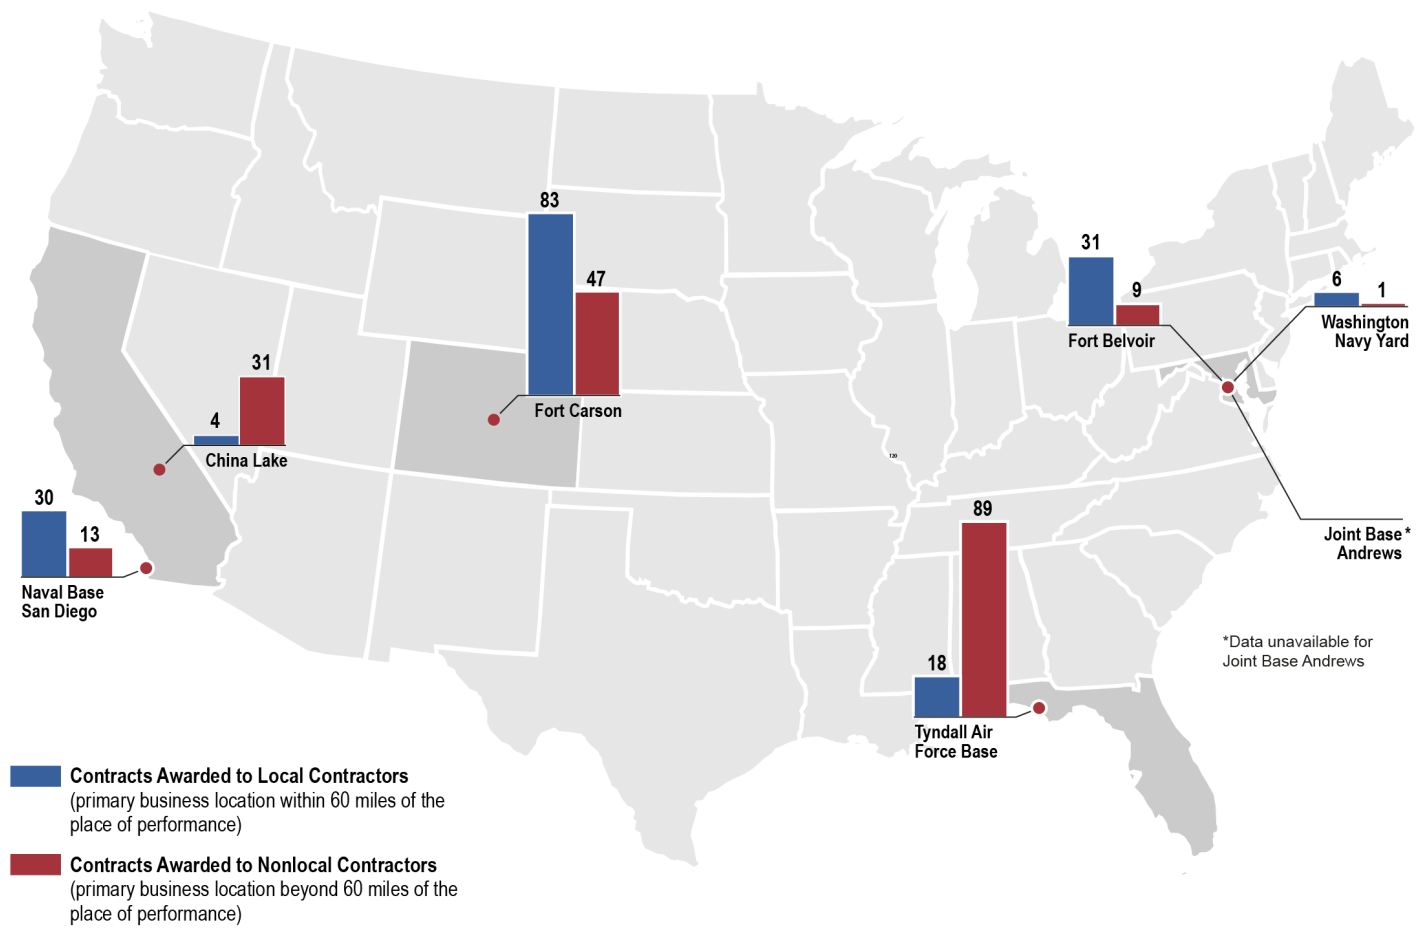 83
47
Fort Carson
31
9
Fort Belvoir
6
1
Washington
Navy Yard
4
31
China Lake
30
13
Naval Base
San Diego
120
89
18
Tyndall Air
Force Base
Joint Base*
Andrews
*Data unavailable for
Joint Base Andrews
Contracts Awarded to Local Contractors
(primary business location within 60 miles of the
place of performance)
Contracts Awarded to Nonlocal Contractors
(primary business location beyond 60 miles of the
place of performance)